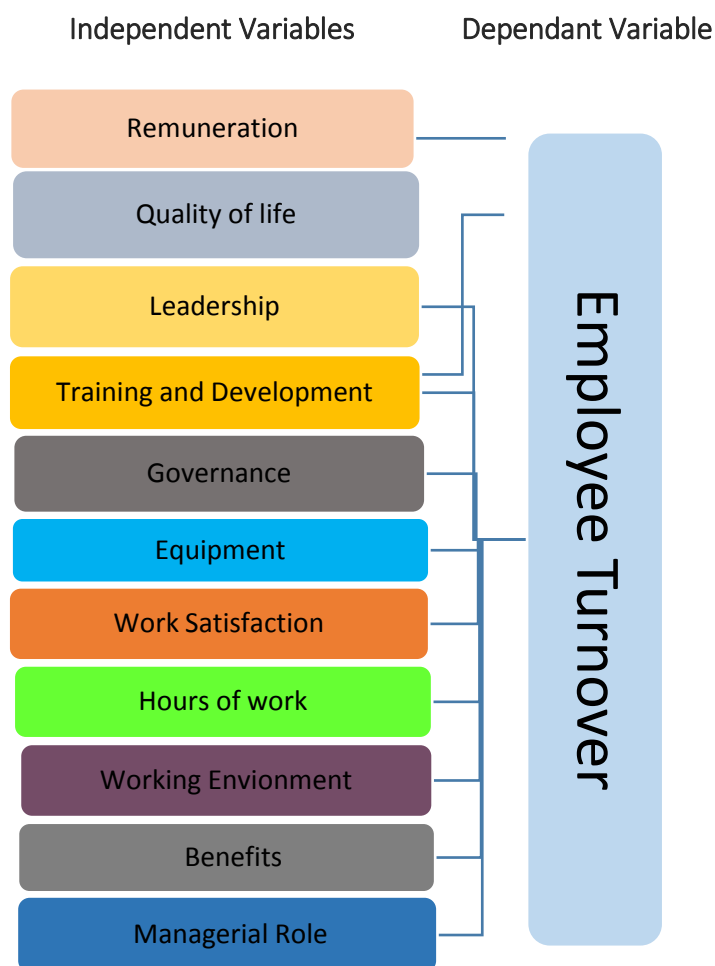 Independent Variables
Dependant Variable
Remuneration
Quality of life
Leadership
Training and Development
Governance
Equipment
Work Satisfaction
Hours of work
Working Envionment
Benefits
Managerial Role
Employee Turnover